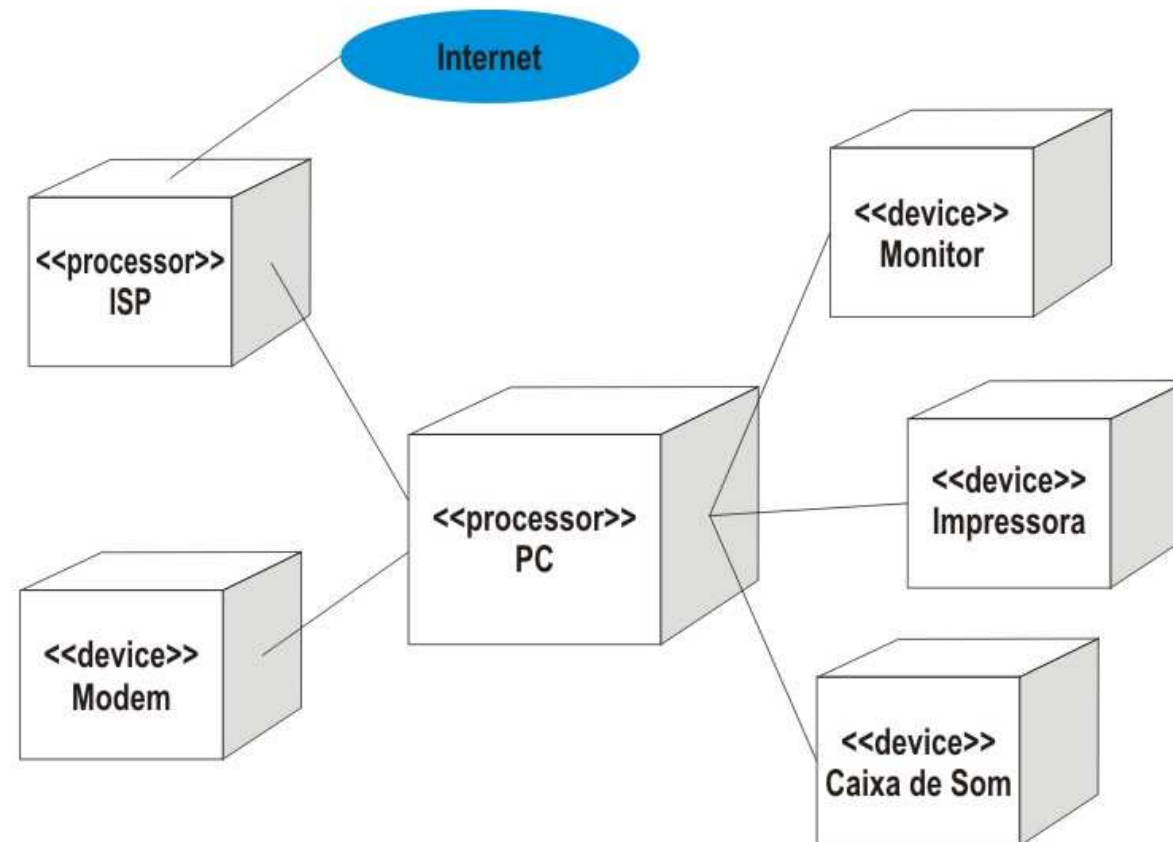 Internet
<<processor>>
ISP
<<device>>
Monitor
<<processor>>
PC
<<device>>
Impressora
<<device>>
Modem
<<device>>
Caixa de Som